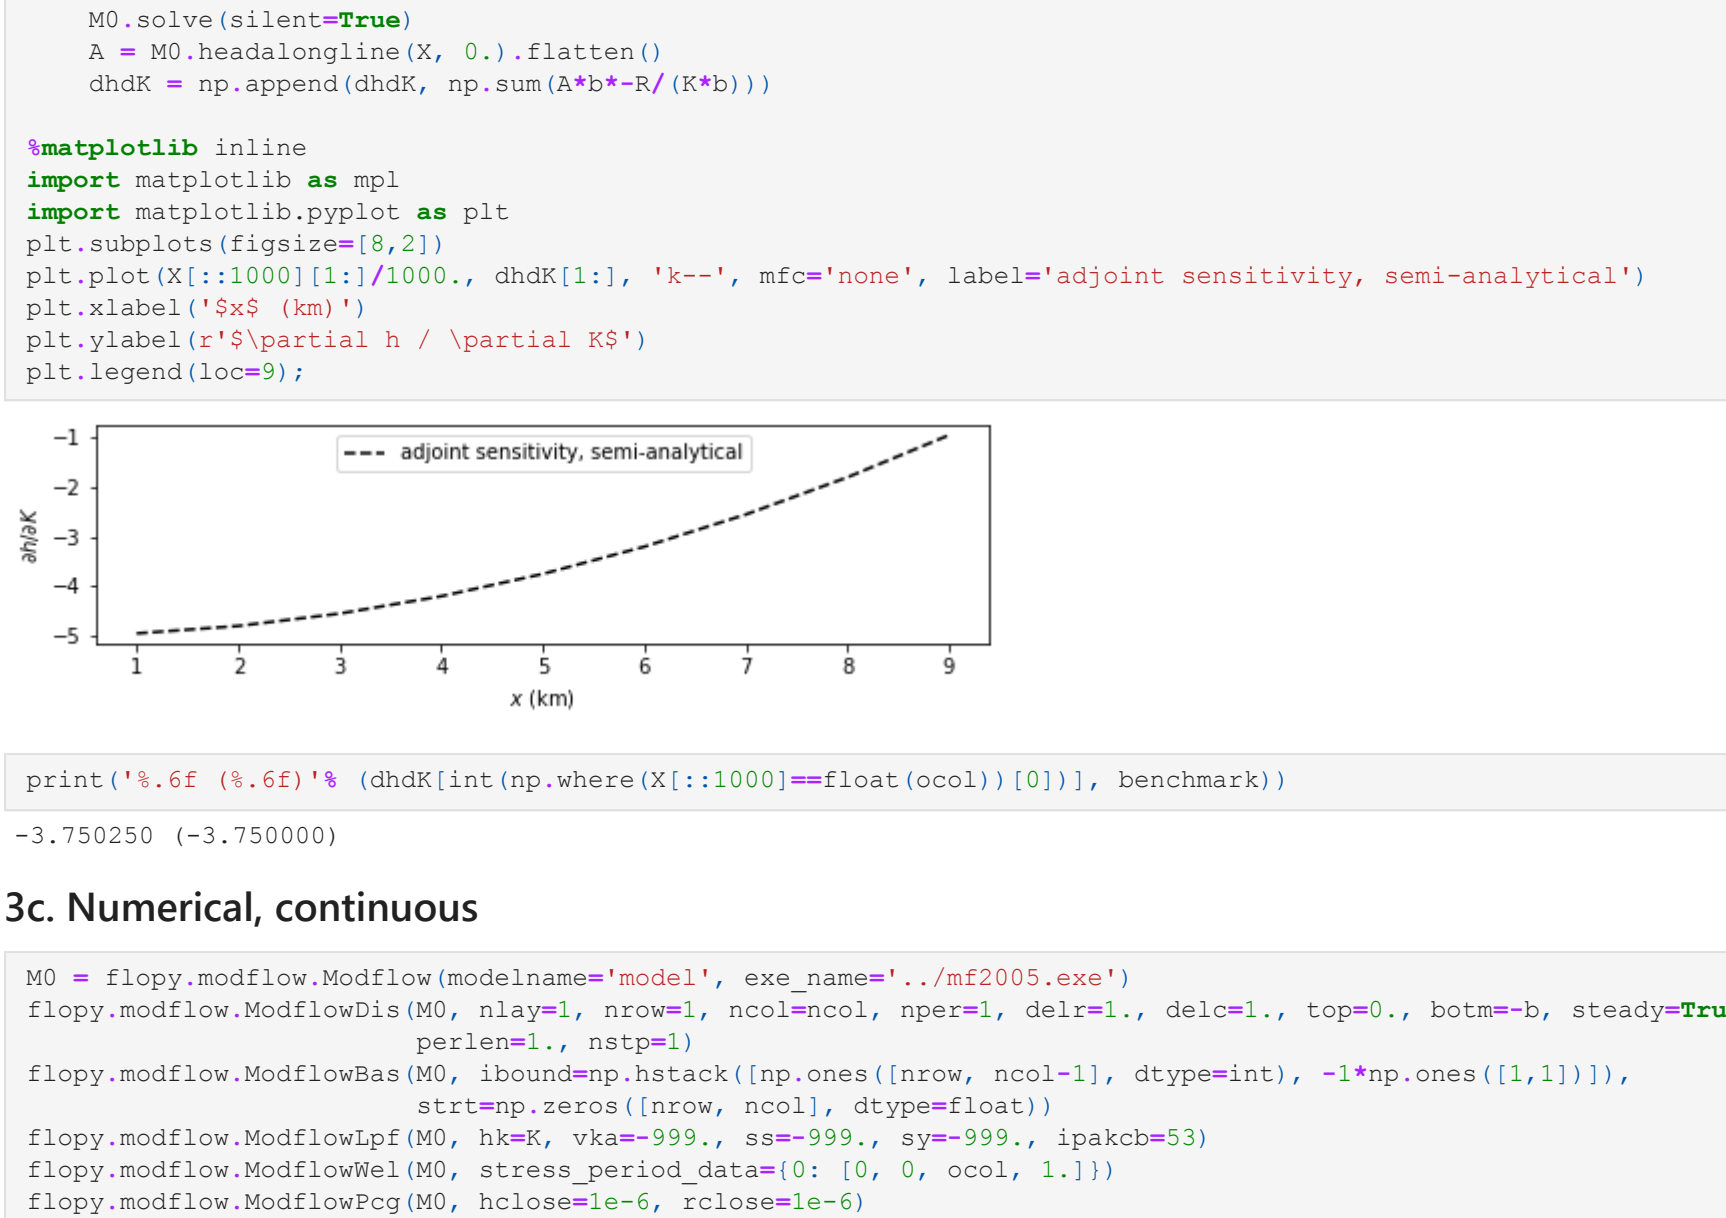 M0.solve(silent=True)
    A = M0.headalongline(X, 0.).flatten()
    dhdK = np.append(dhdK, np.sum(A*b*-R/(K*b)))
%matplotlib inline
import matplotlib as mpl
import matplotlib.pyplot as plt
plt.subplots(figsize=[8,2])
plt.plot(X[::1000][1:]/1000., dhdK[1:], 'k--', mfc='none', label='adjoint sensitivity, semi-analytical')
plt.xlabel('$x$ (km)')
plt.ylabel(r'$\partial h / \partial K$')
plt.legend(loc=9);
adjoint sensitivity, semi-analytical
−1
−2
−3
−4
−5
∂h/∂K
1 2 3 4 5 6 7 8 9
x (km)
print('%.6f (%.6f)'% (dhdK[int(np.where(X[::1000]==float(ocol))[0])], benchmark))
-3.750250 (-3.750000)
3c. Numerical, continuous
M0 = flopy.modflow.Modflow(modelname='model', exe_name='../mf2005.exe')
flopy.modflow.ModflowDis(M0, nlay=1, nrow=1, ncol=ncol, nper=1, delr=1., delc=1., top=0., botm=-b, steady=Tru
                         perlen=1., nstp=1)
flopy.modflow.ModflowBas(M0, ibound=np.hstack([np.ones([nrow, ncol-1], dtype=int), -1*np.ones([1,1])]),
                         strt=np.zeros([nrow, ncol], dtype=float))
flopy.modflow.ModflowLpf(M0, hk=K, vka=-999., ss=-999., sy=-999., ipakcb=53)
flopy.modflow.ModflowWel(M0, stress_period_data={0: [0, 0, ocol, 1.]})
flopy.modflow.ModflowPcg(M0, hclose=1e-6, rclose=1e-6)